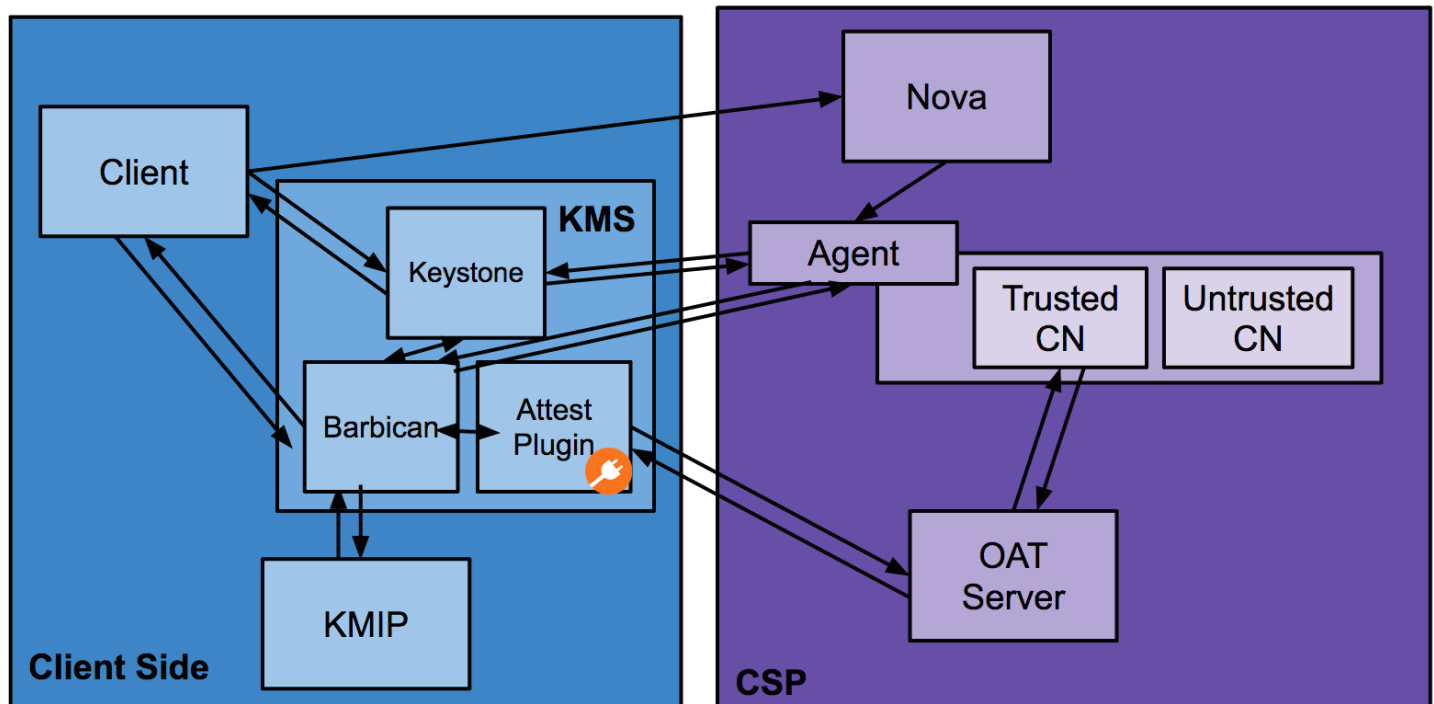 Nova
Client
KMS
Keystone
Agent
Trusted
CN
Untrusted
CN
Barbican
Attest
Plugin
OAT
Server
KMIP
Client Side
CSP